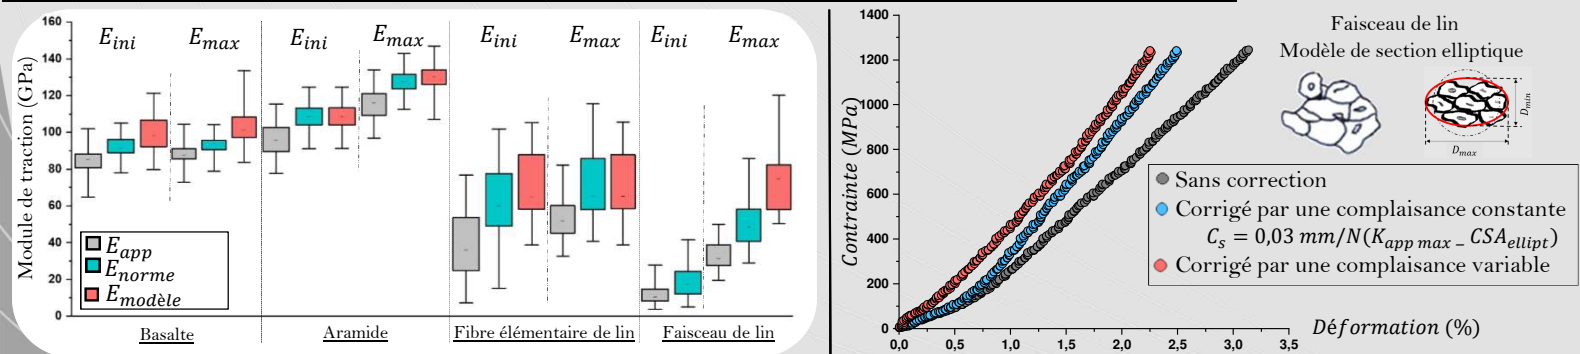 Module de traction (GPa)
160
140
120
100
80
60
40
20
0
E_ini
E_max
E_ini
E_max
E_ini
E_max
E_ini
E_max
E_app
E_norme
E_modèle
Basalte
Aramide
Fibre élémentaire de lin
Faisceau de lin
Contrainte (MPa)
1400
1200
1000
800
600
400
200
0
0,0 0,5 1,0 1,5 2,0 2,5 3,0 3,5
Déformation (%)
Faisceau de lin
Modèle de section elliptique
D_min
D_max
Sans correction
Corrigé par une complaisance constante
C_s = 0,03 mm/N(K_app max _ CSA_ellipt)
Corrigé par une complaisance variable